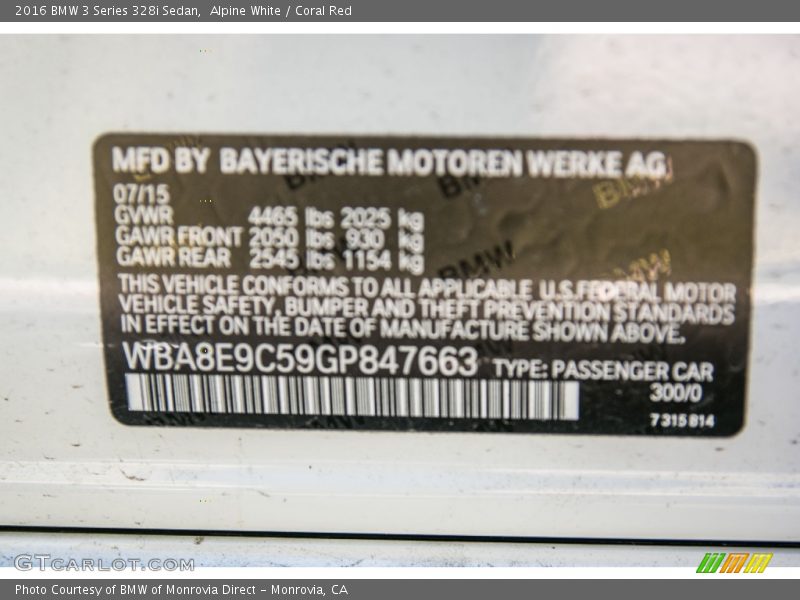 2016 BMW 3 Series 328i Sedan,  Alpine White / Coral Red
MFD BY BAYERISCHE MOTOREN WERKE AG
07/15
GVWR 4465 lbs 2025 kg
GAWR FRONT 2050 lbs 930 kg
GAWR REAR 2545 lbs 1154 kg
THIS VEHICLE CONFORMS TO ALL APPLICABLE U.S.FEDERAL MOTOR
VEHICLE SAFETY, BUMPER AND THEFT PREVENTION STANDARDS
IN EFFECT ON THE DATE OF MANUFACTURE SHOWN ABOVE.
WBA8E9C59GP847663 TYPE: PASSENGER CAR
300/0
7315814
GTCARLOT.COM
Photo Courtesy of BMW of Monrovia Direct – Monrovia, CA